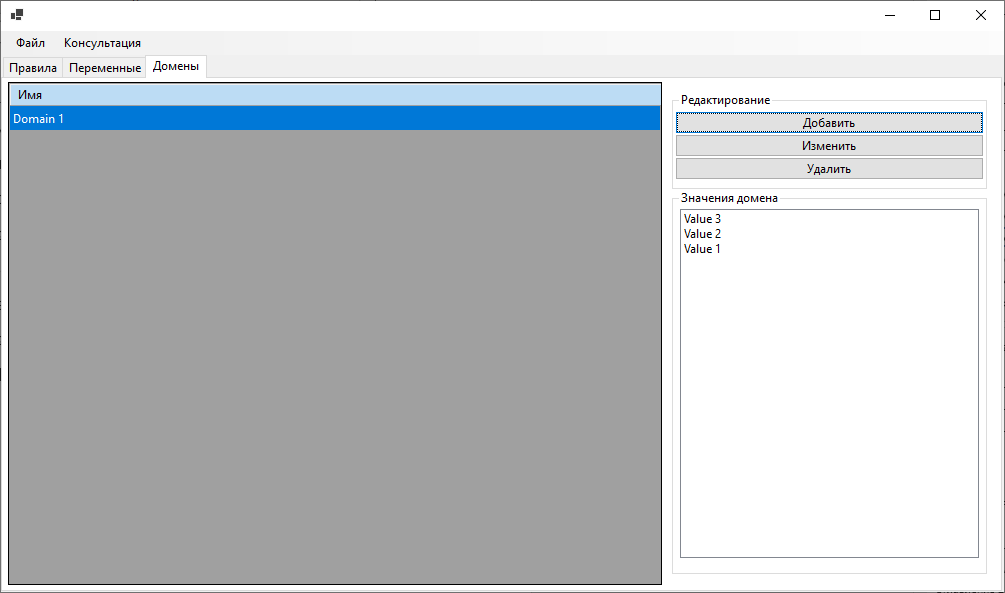 Файл Консультация
Правила Переменные Домены
Имя
Domain 1
Редактирование
Добавить
Изменить
Удалить
Значения домена
Value 3
Value 2
Value 1